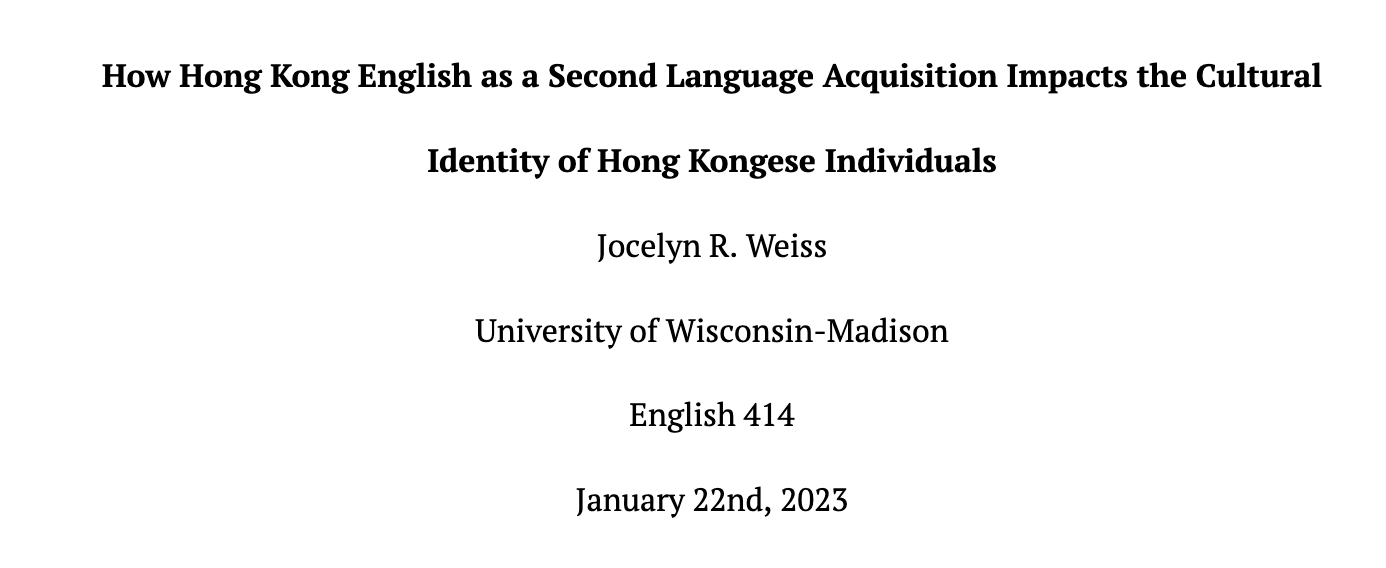 How Hong Kong English as a Second Language Acquisition Impacts the Cultural
Identity of Hong Kongese Individuals
Jocelyn R. Weiss
University of Wisconsin-Madison
English 414
January 22nd, 2023